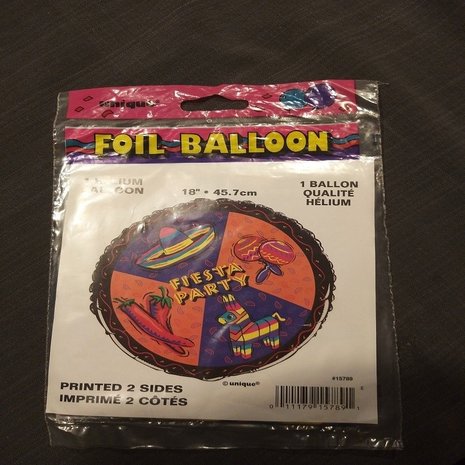 unique®
FOIL BALLOON
18" • 45.7cm
1 BALLON
QUALITÉ
HÉLIUM
FIESTA
PARTY
© unique®
#15789
PRINTED 2 SIDES
IMPRIMÉ 2 CÔTÉS
0 11179 15789 1